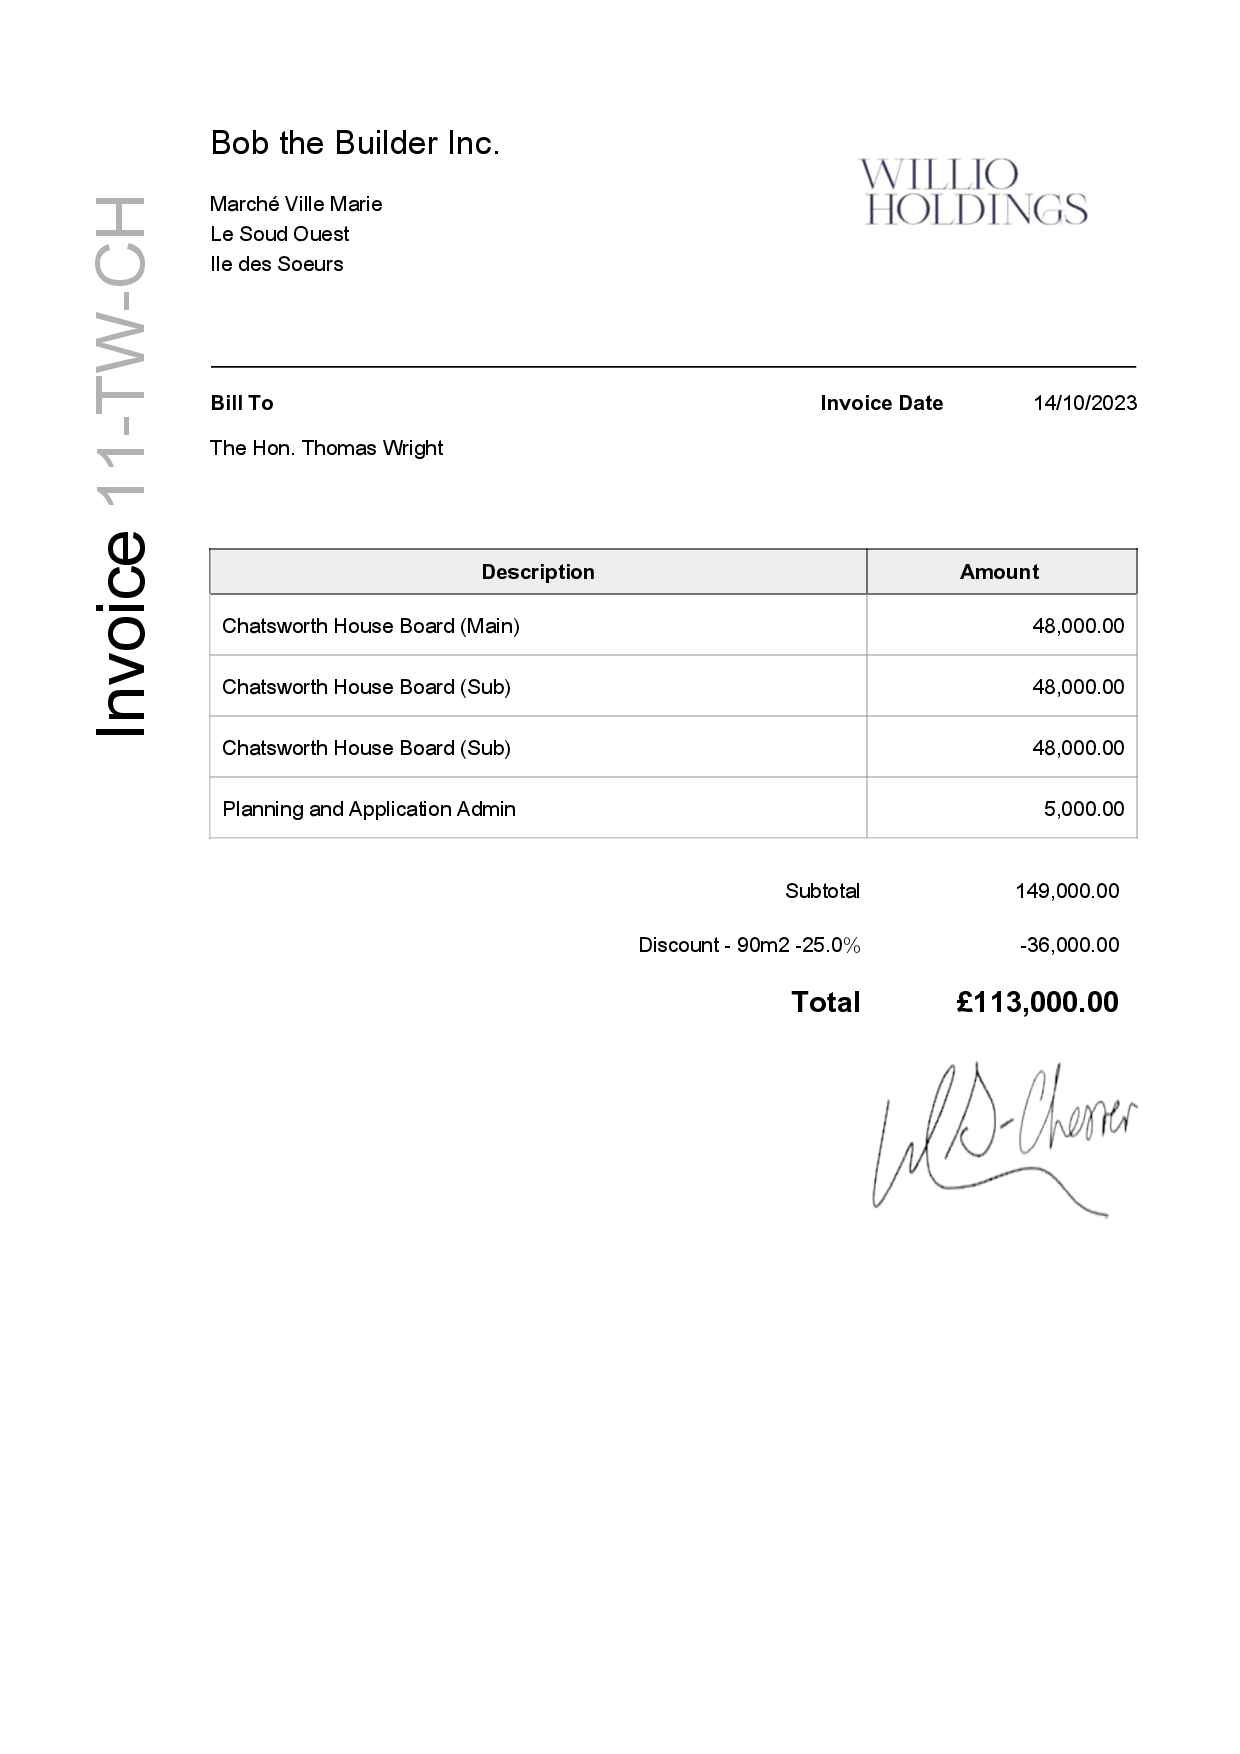 Bob the Builder Inc.
WILLIO
HOLDINGS
Marché Ville Marie
Le Soud Ouest
Ile des Soeurs
Invoice 11-TW-CH
Bill To
Invoice Date 14/10/2023
The Hon. Thomas Wright
Description Amount
Chatsworth House Board (Main) 48,000.00
Chatsworth House Board (Sub) 48,000.00
Chatsworth House Board (Sub) 48,000.00
Planning and Application Admin 5,000.00
Subtotal 149,000.00
Discount - 90m2 -25.0% -36,000.00
Total £113,000.00